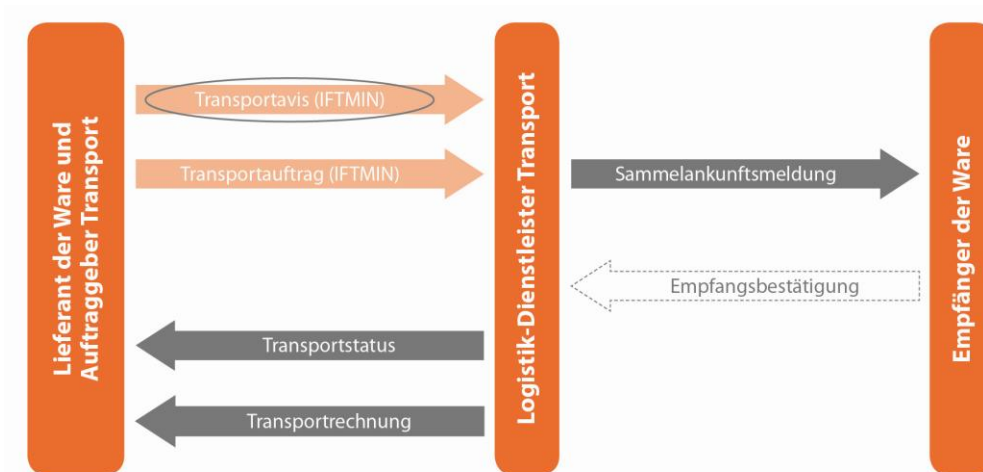 Lieferant der Ware und
Auftraggeber Transport
Transportavis (IFTMIN)
Transportauftrag (IFTMIN)
Transportstatus
Transportrechnung
Logistik-Dienstleister Transport
Sammelankunftsmeldung
Empfangsbestätigung
Empfänger der Ware